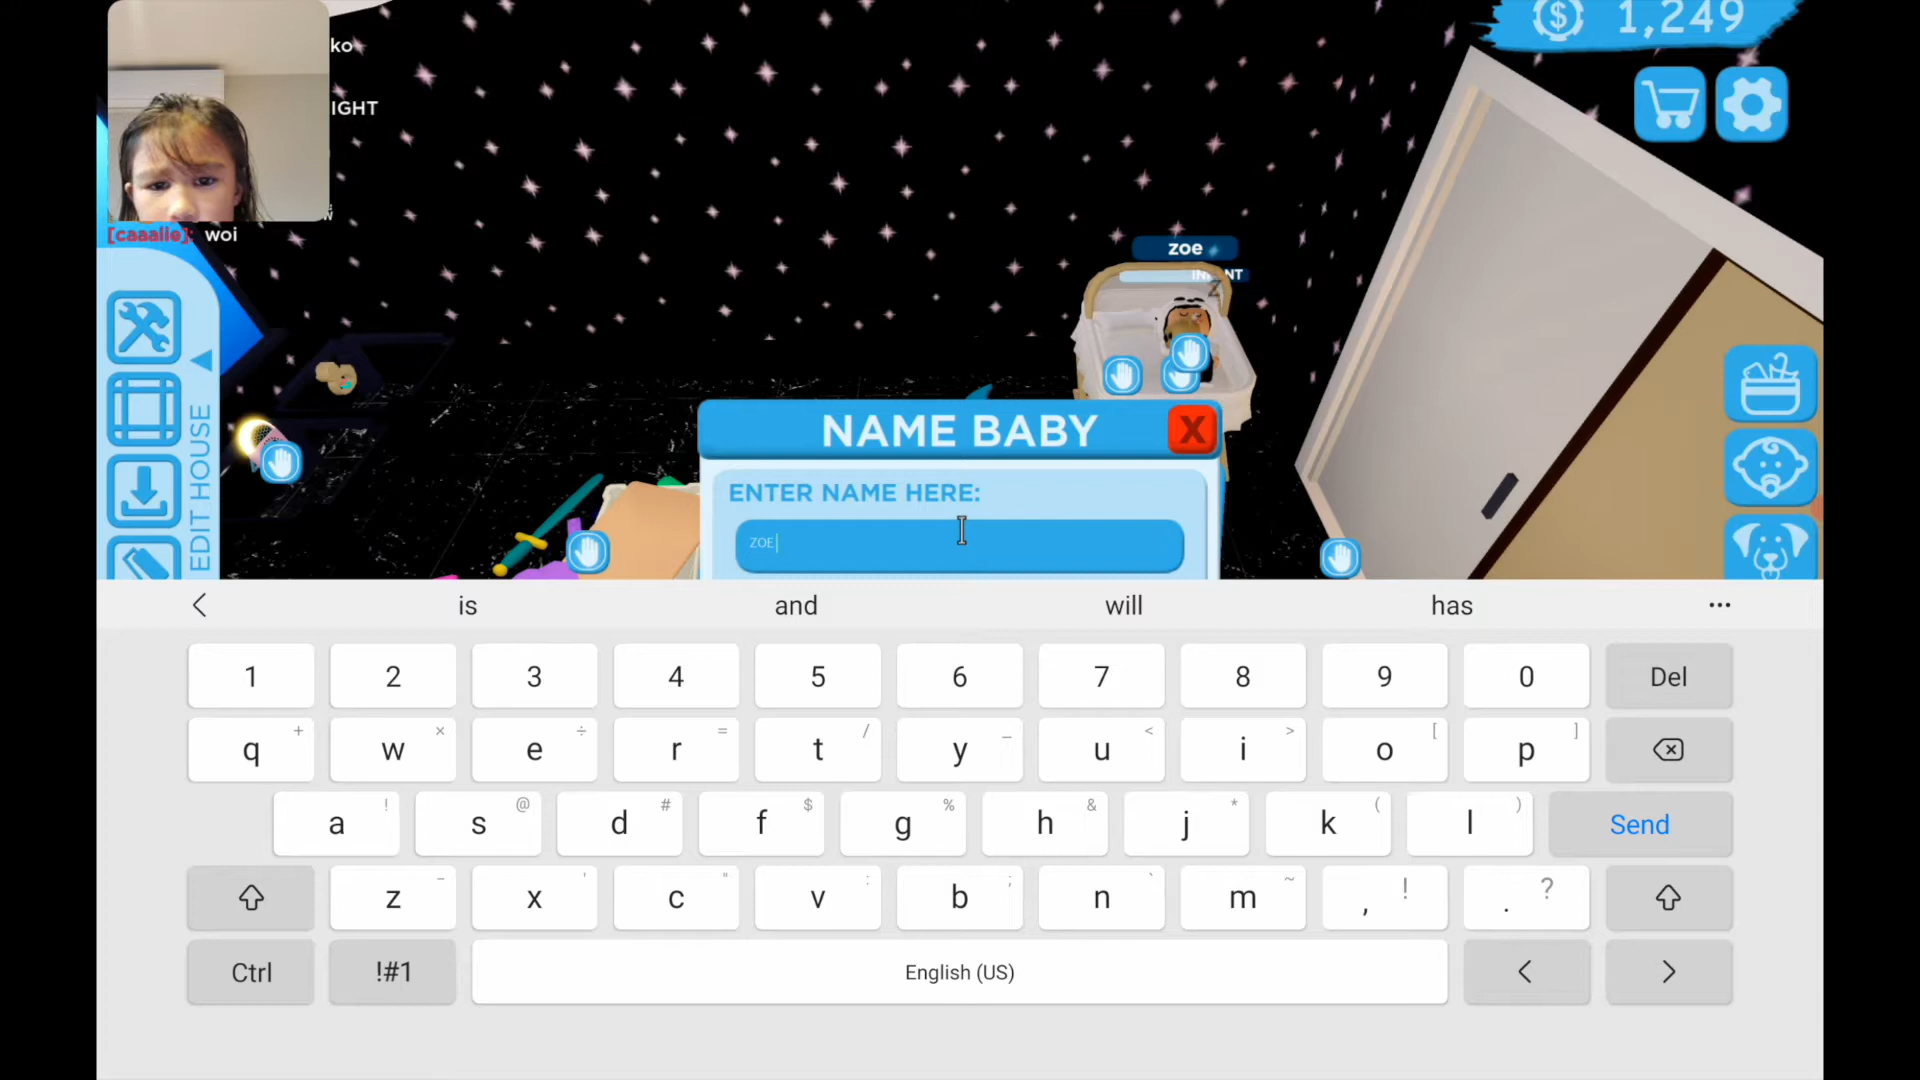 1,249
ko
IGHT
[caaalie]: woi
zoe
EDIT HOUSE
NAME BABY
X
ENTER NAME HERE:
ZOE
is and will has ...
1 2 3 4 5 6 7 8 9 0 Del
q + w × e ÷ r = t / y _ u < i > o [ p ]
a ! s @ d # f $ g % h & j * k ( l ) Send
z - x ' c " v : b ; n ` m ~ , ! . ?
Ctrl !#1 English (US) < >